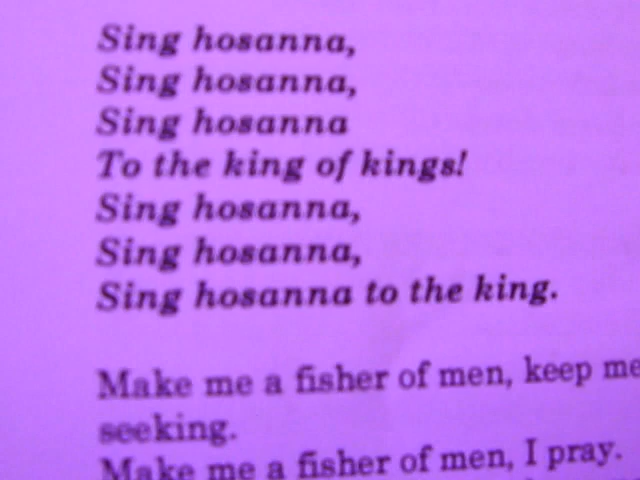 Sing hosanna,
Sing hosanna,
Sing hosanna
To the king of kings!
Sing hosanna,
Sing hosanna,
Sing hosanna to the king.
Make me a fisher of men, keep me
seeking.
Make me a fisher of men, I pray.